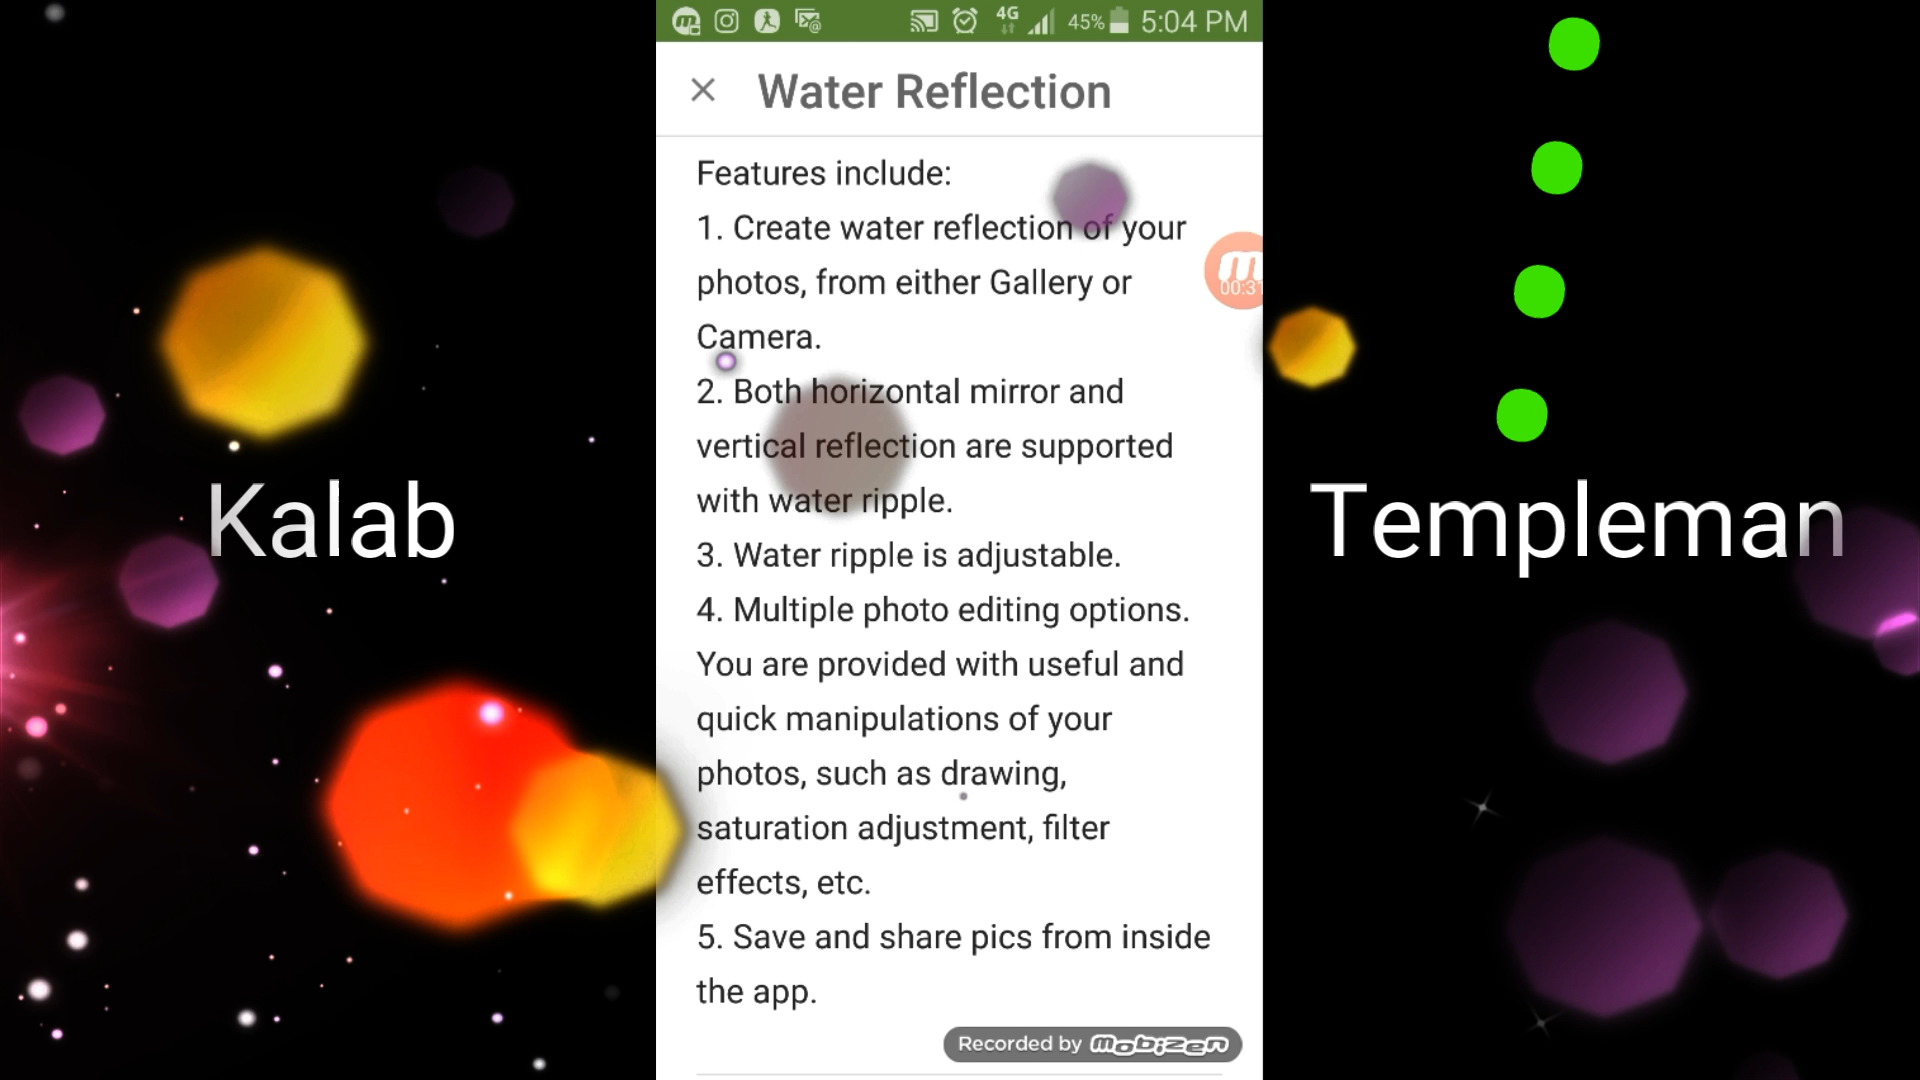 4G 45% 5:04 PM
Water Reflection
Features include:
1. Create water reflection of your
photos, from either Gallery or
Camera.
2. Both horizontal mirror and
vertical reflection are supported
with water ripple.
3. Water ripple is adjustable.
4. Multiple photo editing options.
You are provided with useful and
quick manipulations of your
photos, such as drawing,
saturation adjustment, filter
effects, etc.
5. Save and share pics from inside
the app.
Kalab
Templeman
m
00:31
Recorded by mobizen